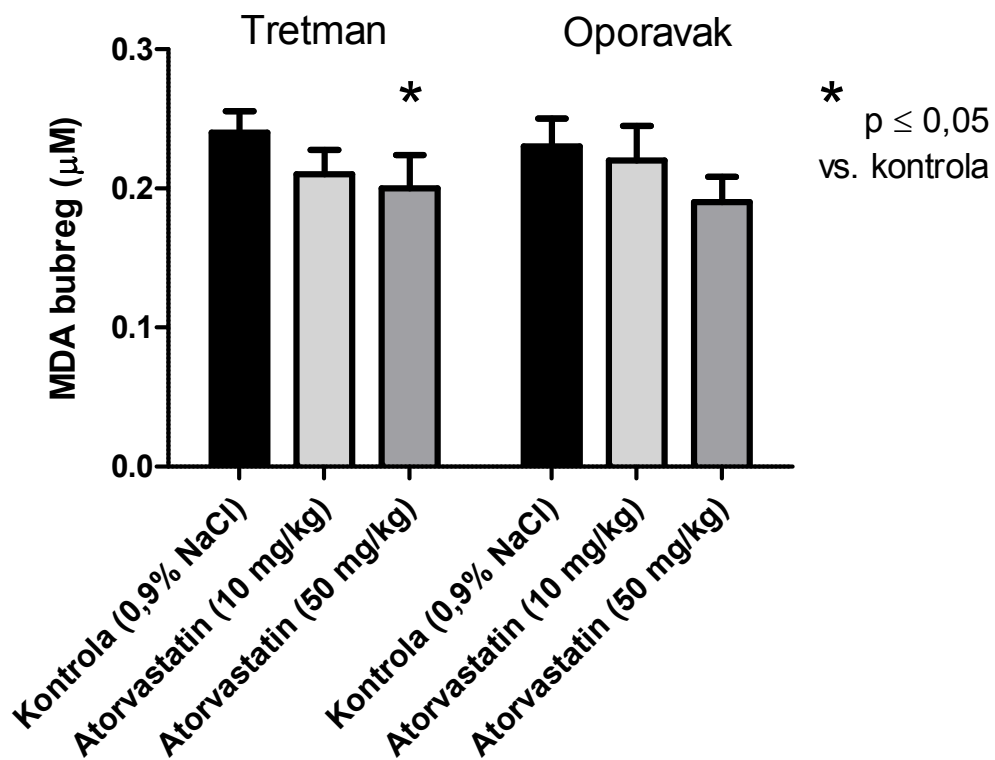 Tretman
Oporavak
*
*
p ≤ 0,05
vs. kontrola
MDA bubreg (μM)
0.3
0.2
0.1
0.0
Kontrola (0,9% NaCl)
Atorvastatin (10 mg/kg)
Atorvastatin (50 mg/kg)
Kontrola (0,9% NaCl)
Atorvastatin (10 mg/kg)
Atorvastatin (50 mg/kg)